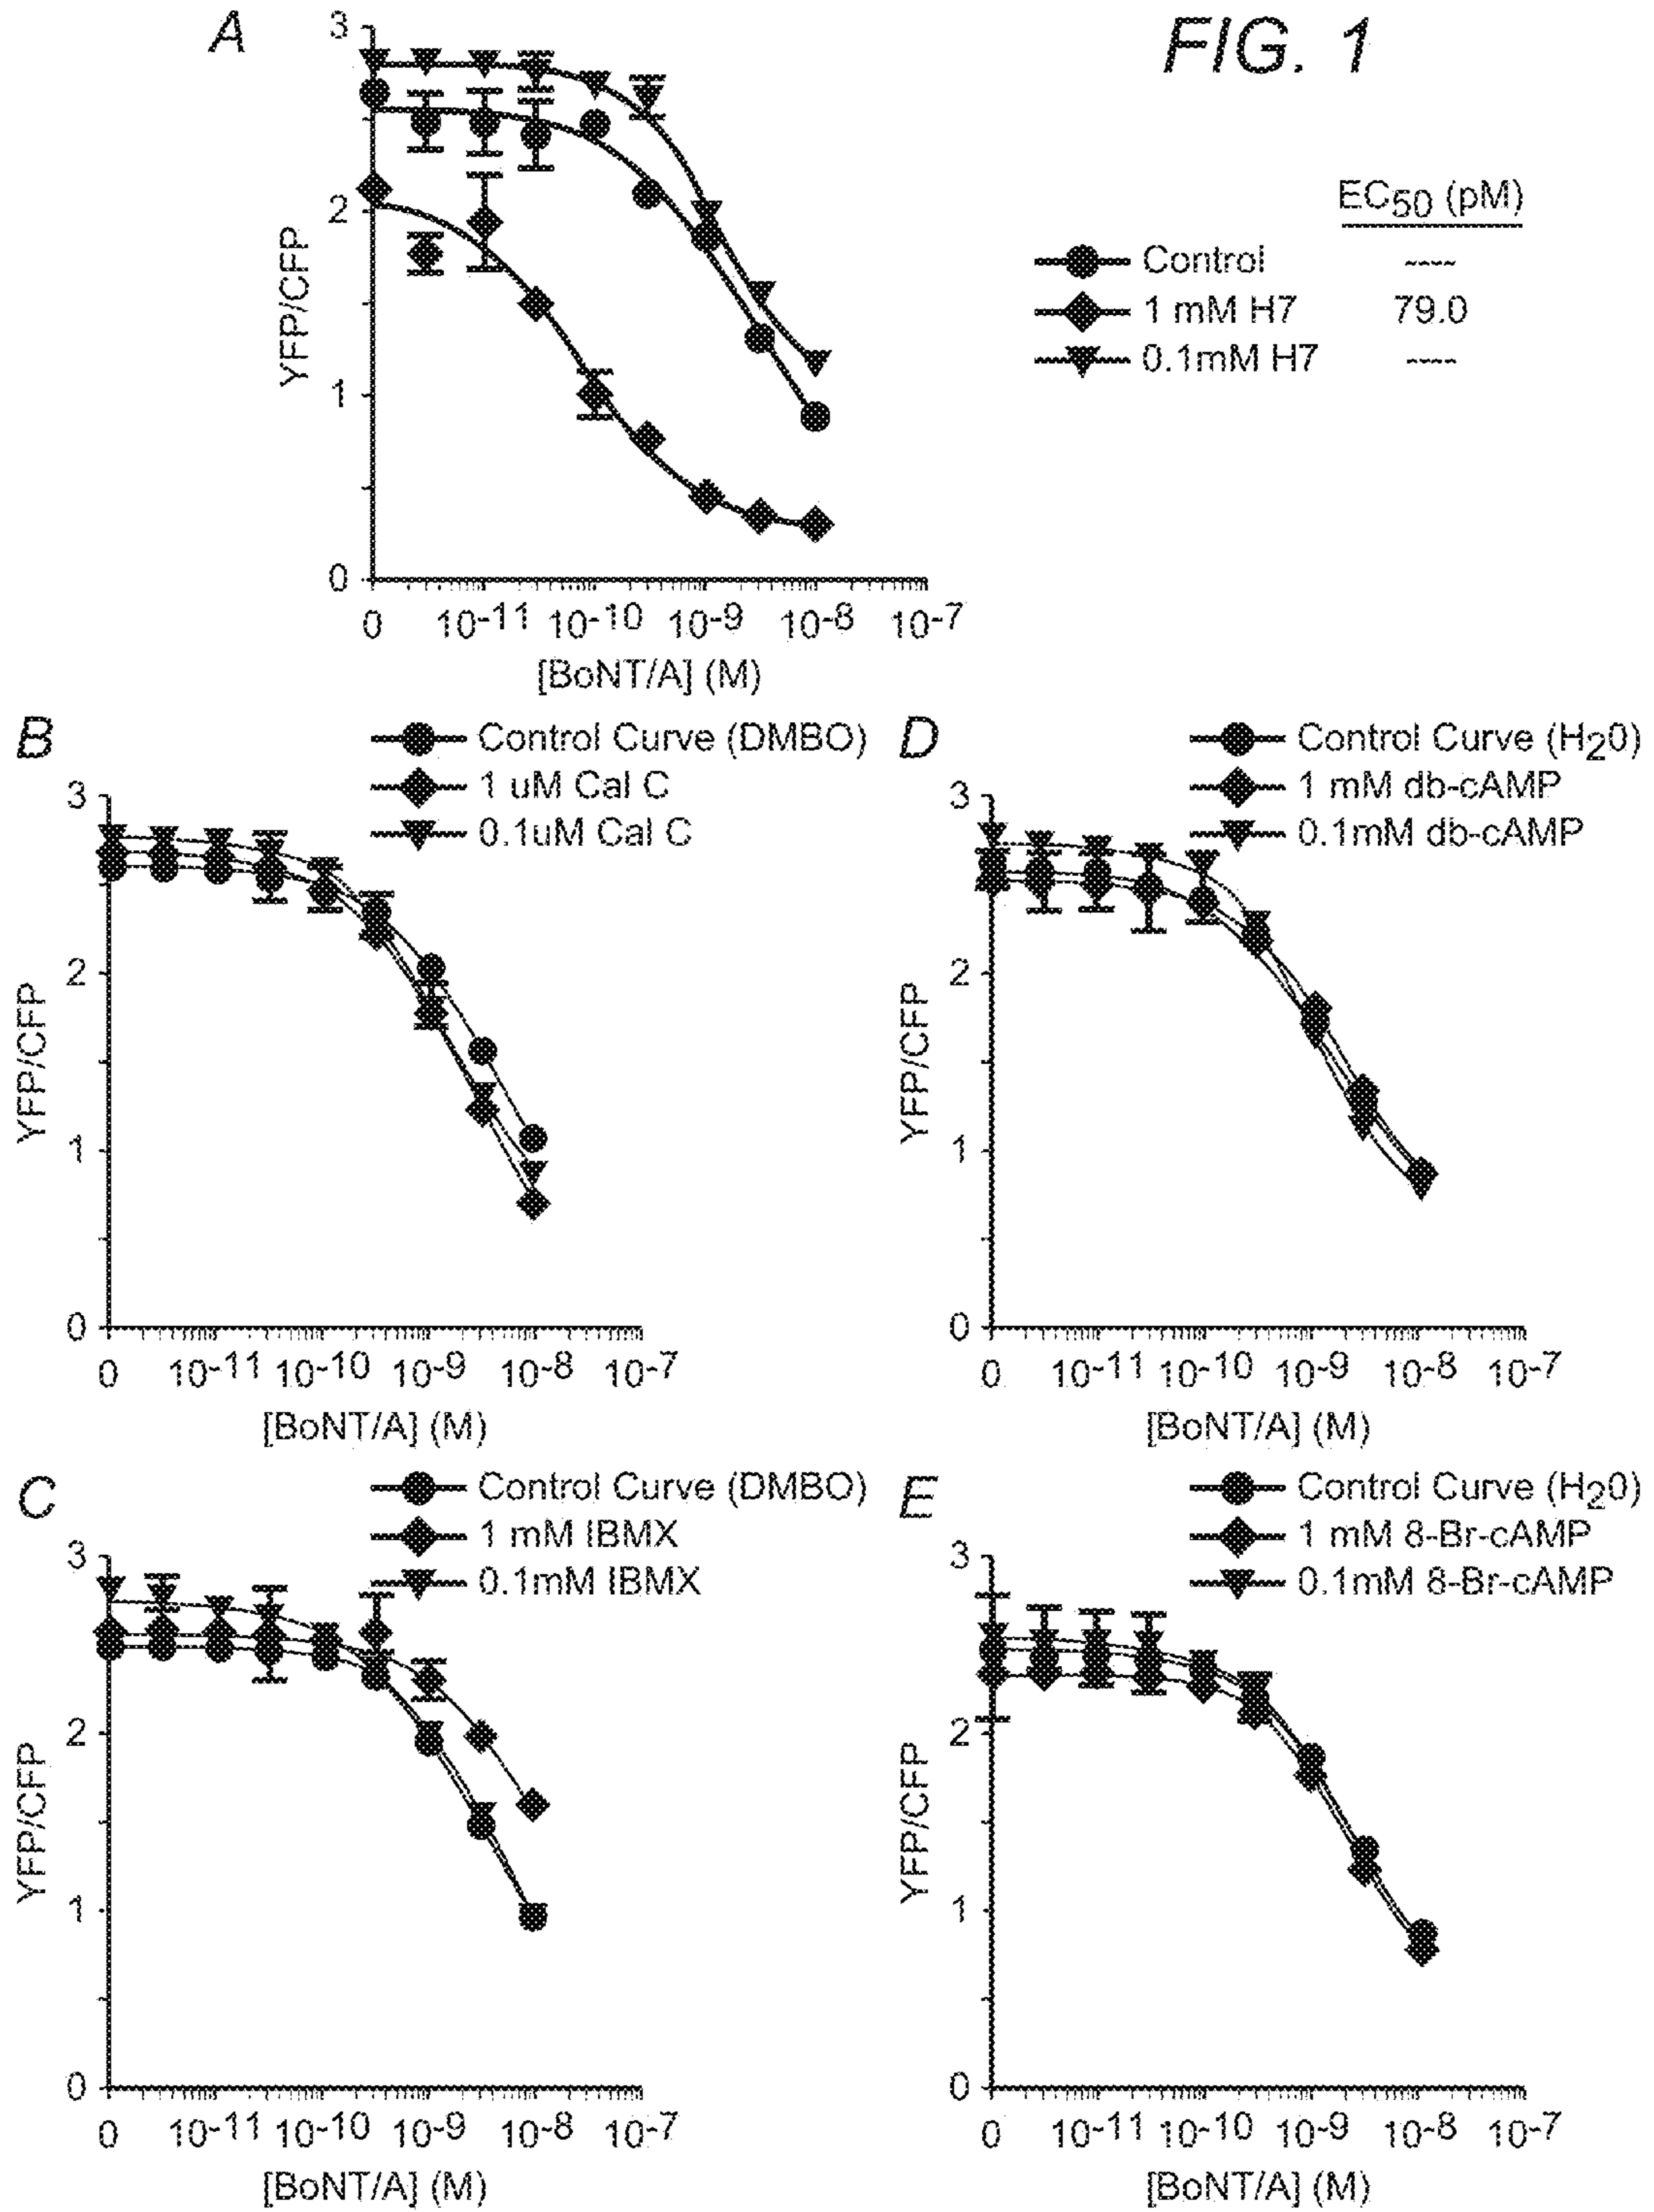 A
FIG. 1
3
2
1
0
YFP/CFP
0 10-11 10-10 10-9 10-8 10-7
[BoNT/A] (M)
EC50 (pM)
Control ----
1 mM H7 79.0
0.1mM H7 ----
B
Control Curve (DMBO)
1 uM Cal C
0.1uM Cal C
3
2
1
0
YFP/CFP
0 10-11 10-10 10-9 10-8 10-7
[BoNT/A] (M)
D
Control Curve (H20)
1 mM db-cAMP
0.1mM db-cAMP
3
2
1
0
YFP/CFP
0 10-11 10-10 10-9 10-8 10-7
[BoNT/A] (M)
C
Control Curve (DMBO)
1 mM IBMX
0.1mM IBMX
3
2
1
0
YFP/CFP
0 10-11 10-10 10-9 10-8 10-7
[BoNT/A] (M)
E
Control Curve (H20)
1 mM 8-Br-cAMP
0.1mM 8-Br-cAMP
3
2
1
0
YFP/CFP
0 10-11 10-10 10-9 10-8 10-7
[BoNT/A] (M)